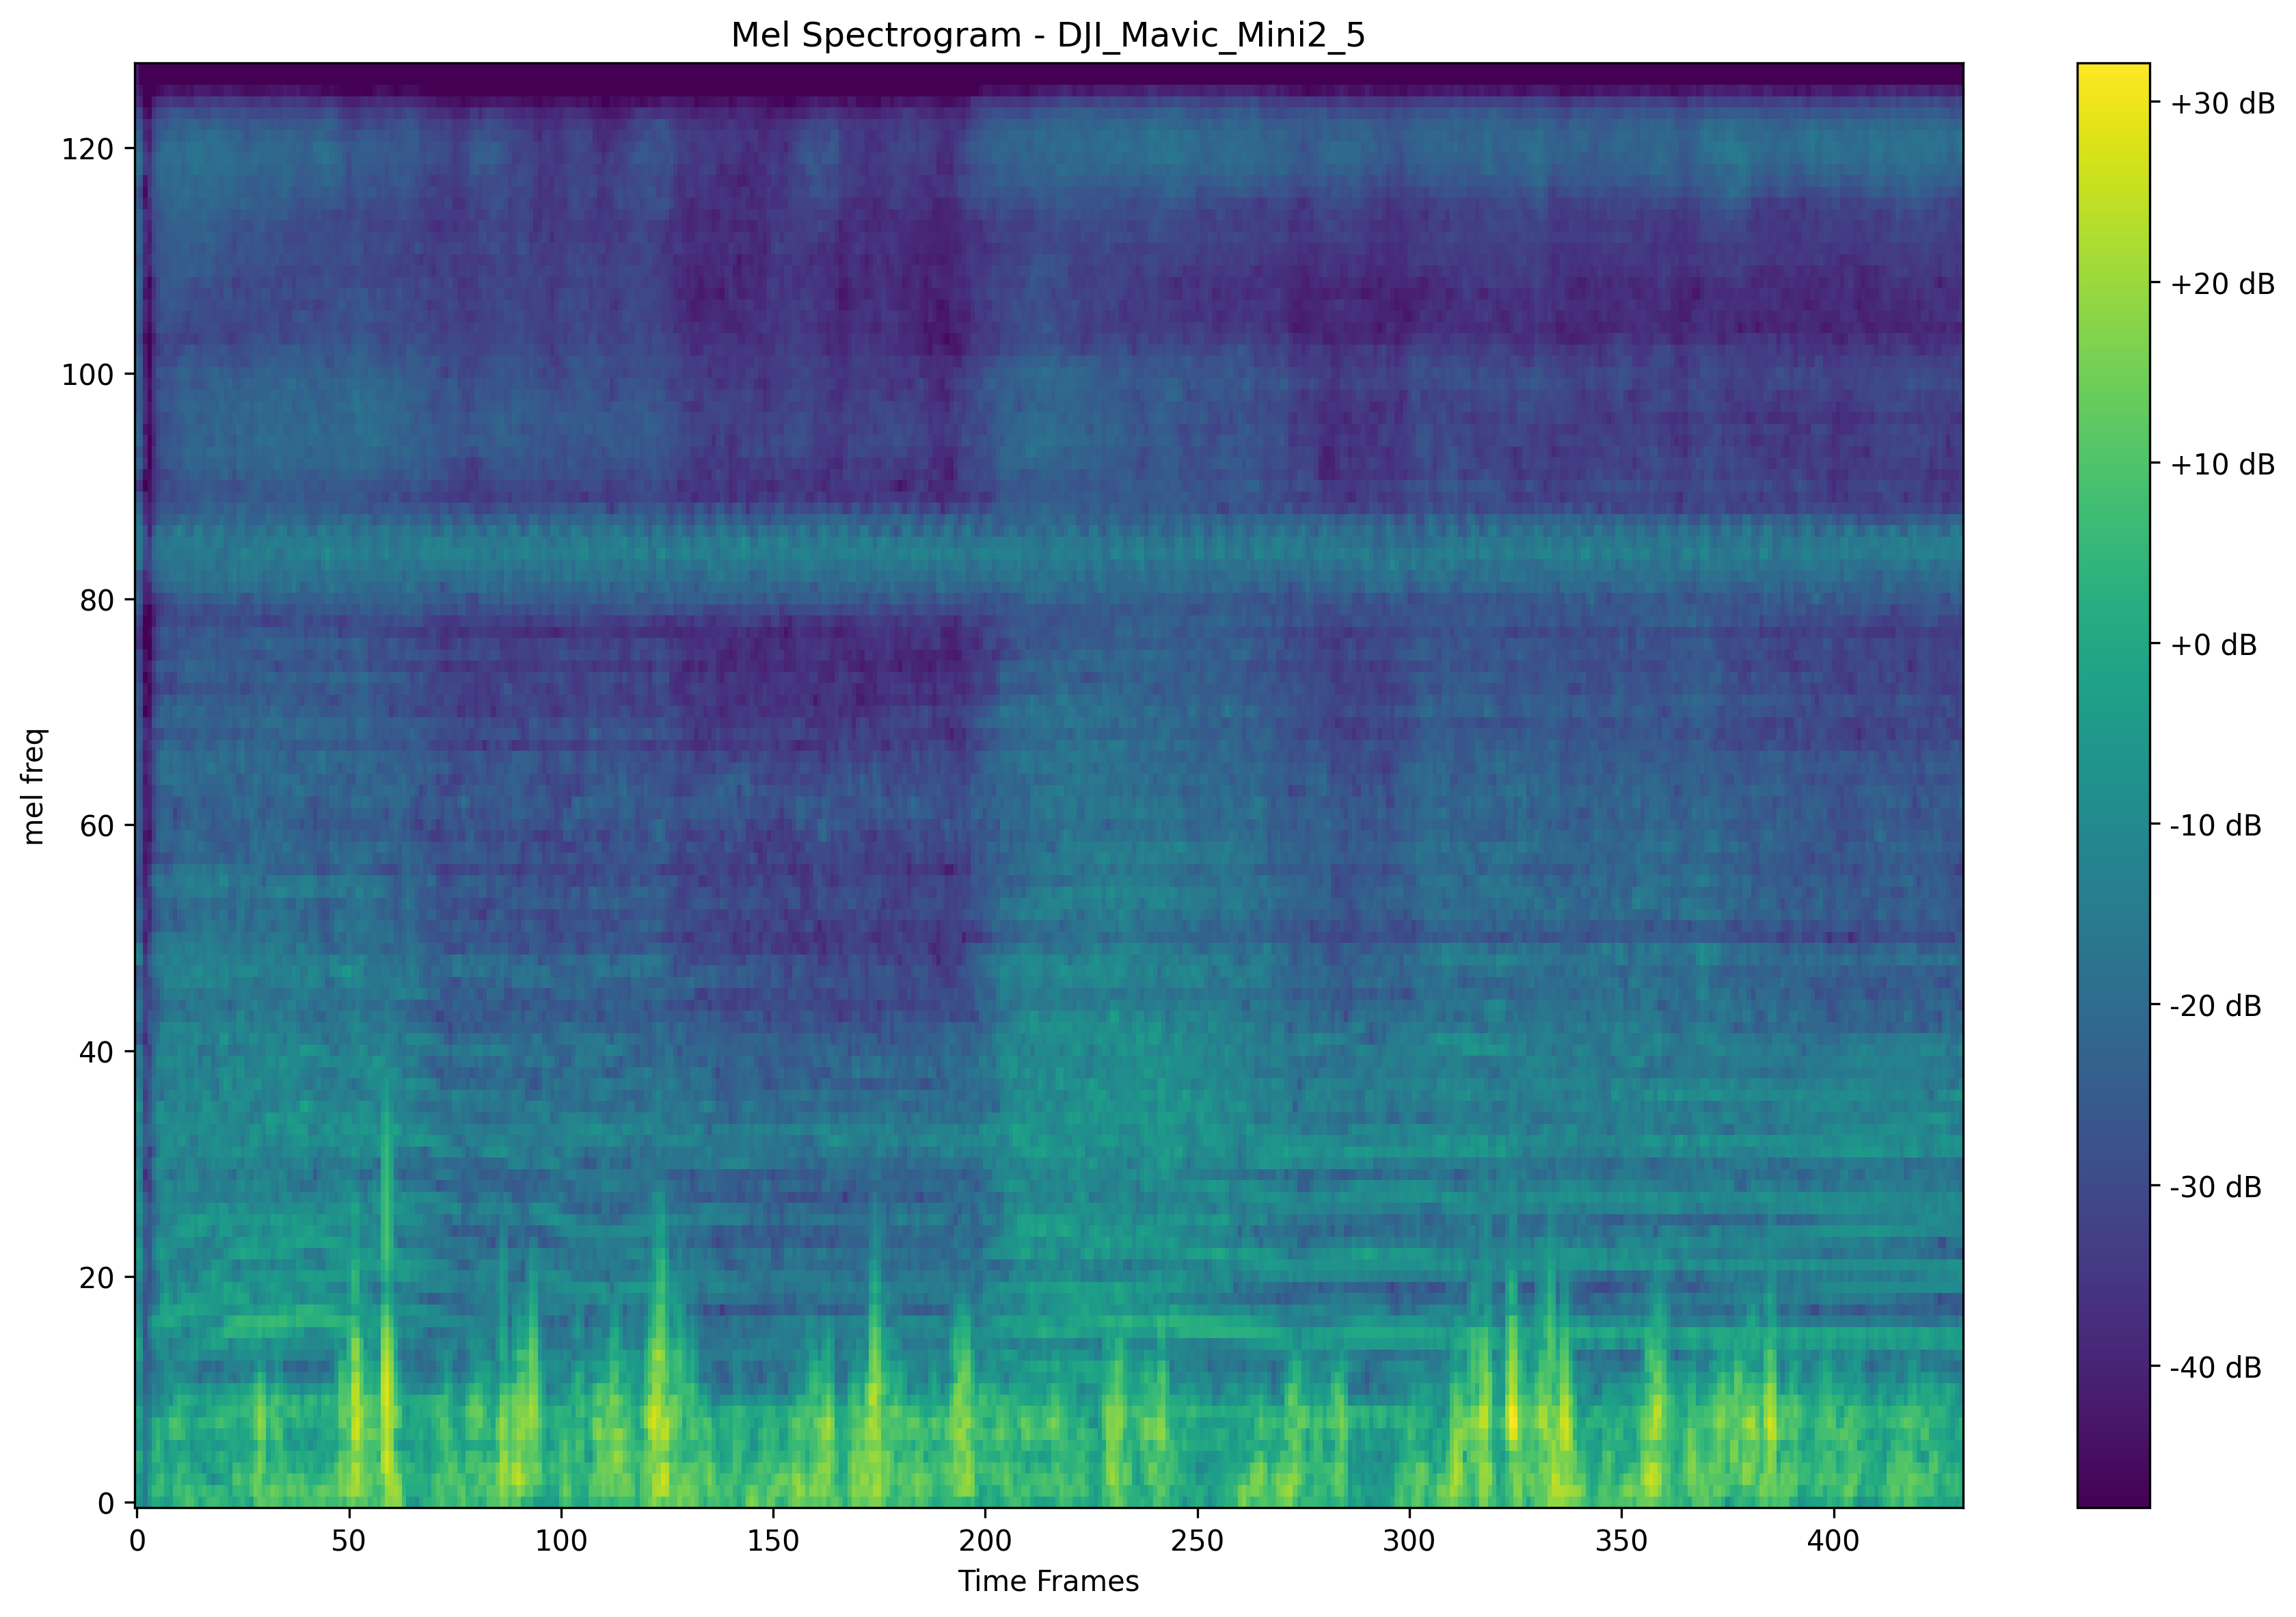 Mel Spectrogram - DJI_Mavic_Mini2_5
mel freq
120
100
80
60
40
20
0
0 50 100 150 200 250 300 350 400
Time Frames
+30 dB
+20 dB
+10 dB
+0 dB
-10 dB
-20 dB
-30 dB
-40 dB